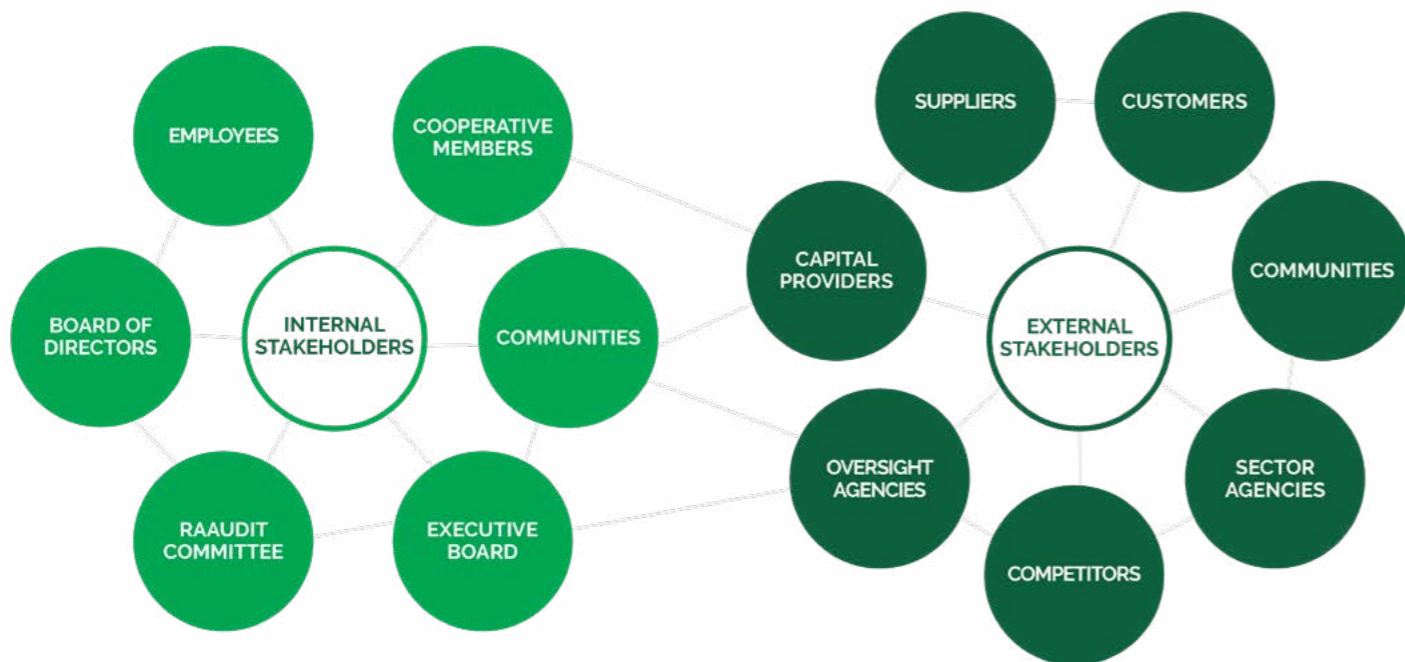 EMPLOYEES
COOPERATIVE
MEMBERS
BOARD OF
DIRECTORS
INTERNAL
STAKEHOLDERS
COMMUNITIES
RAAUDIT
COMMITTEE
EXECUTIVE
BOARD
SUPPLIERS
CUSTOMERS
CAPITAL
PROVIDERS
EXTERNAL
STAKEHOLDERS
COMMUNITIES
OVERSIGHT
AGENCIES
SECTOR
AGENCIES
COMPETITORS